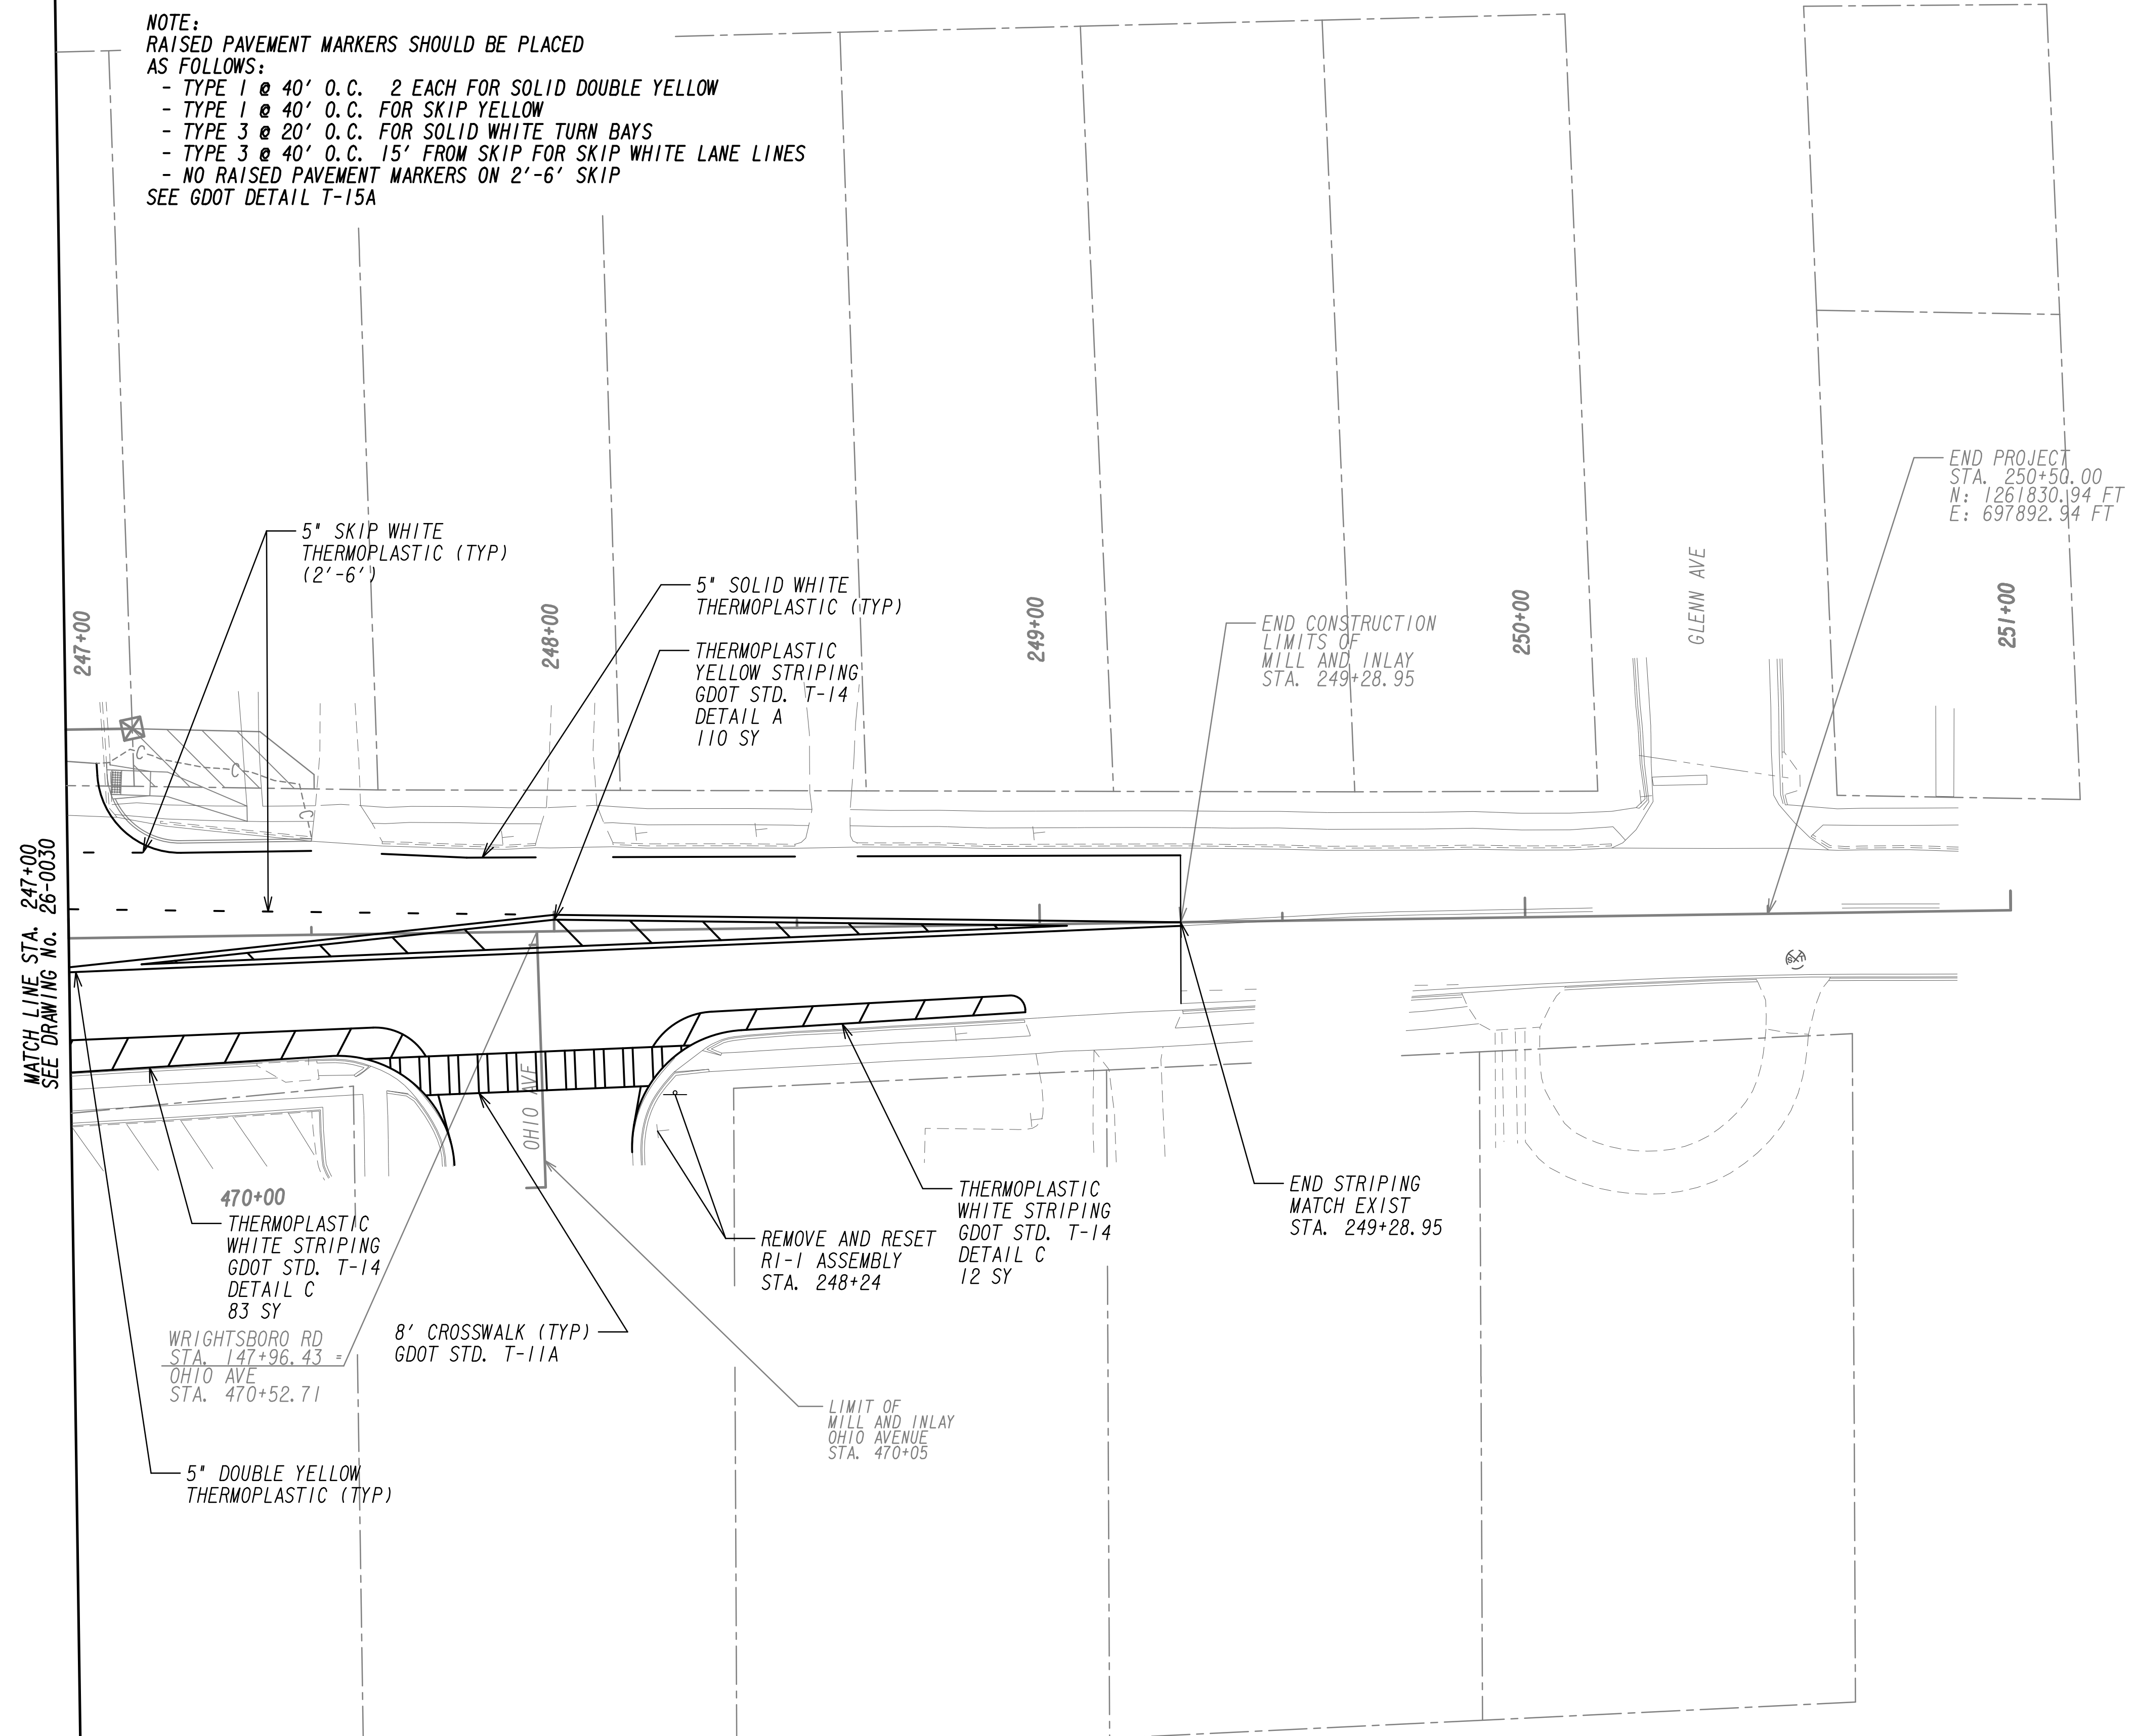 NOTE:
RAISED PAVEMENT MARKERS SHOULD BE PLACED
AS FOLLOWS:
- TYPE 1 @ 40' O.C. 2 EACH FOR SOLID DOUBLE YELLOW
- TYPE 1 @ 40' O.C. FOR SKIP YELLOW
- TYPE 3 @ 20' O.C. FOR SOLID WHITE TURN BAYS
- TYPE 3 @ 40' O.C. 15' FROM SKIP FOR SKIP WHITE LANE LINES
- NO RAISED PAVEMENT MARKERS ON 2'-6' SKIP
SEE GDOT DETAIL T-15A
END PROJECT
STA. 250+50.00
N: 1261830.94 FT
E: 697892.94 FT
5" SKIP WHITE
THERMOPLASTIC (TYP)
(2'-6')
5" SOLID WHITE
THERMOPLASTIC (TYP)
THERMOPLASTIC
YELLOW STRIPING
GDOT STD. T-14
DETAIL A
110 SY
END CONSTRUCTION
LIMITS OF
MILL AND INLAY
STA. 249+28.95
247+00
248+00
249+00
250+00
GLENN AVE
251+00
C
C
C
MATCH LINE STA. 247+00
SEE DRAWING No. 26-0030
OHIO AVE
470+00
THERMOPLASTIC
WHITE STRIPING
GDOT STD. T-14
DETAIL C
83 SY
REMOVE AND RESET
R1-1 ASSEMBLY
STA. 248+24
THERMOPLASTIC
WHITE STRIPING
GDOT STD. T-14
DETAIL C
12 SY
END STRIPING
MATCH EXIST
STA. 249+28.95
WRIGHTSBORO RD
STA. 147+96.43 =
OHIO AVE
STA. 470+52.71
8' CROSSWALK (TYP)
GDOT STD. T-11A
LIMIT OF
MILL AND INLAY
OHIO AVENUE
STA. 470+05
5" DOUBLE YELLOW
THERMOPLASTIC (TYP)